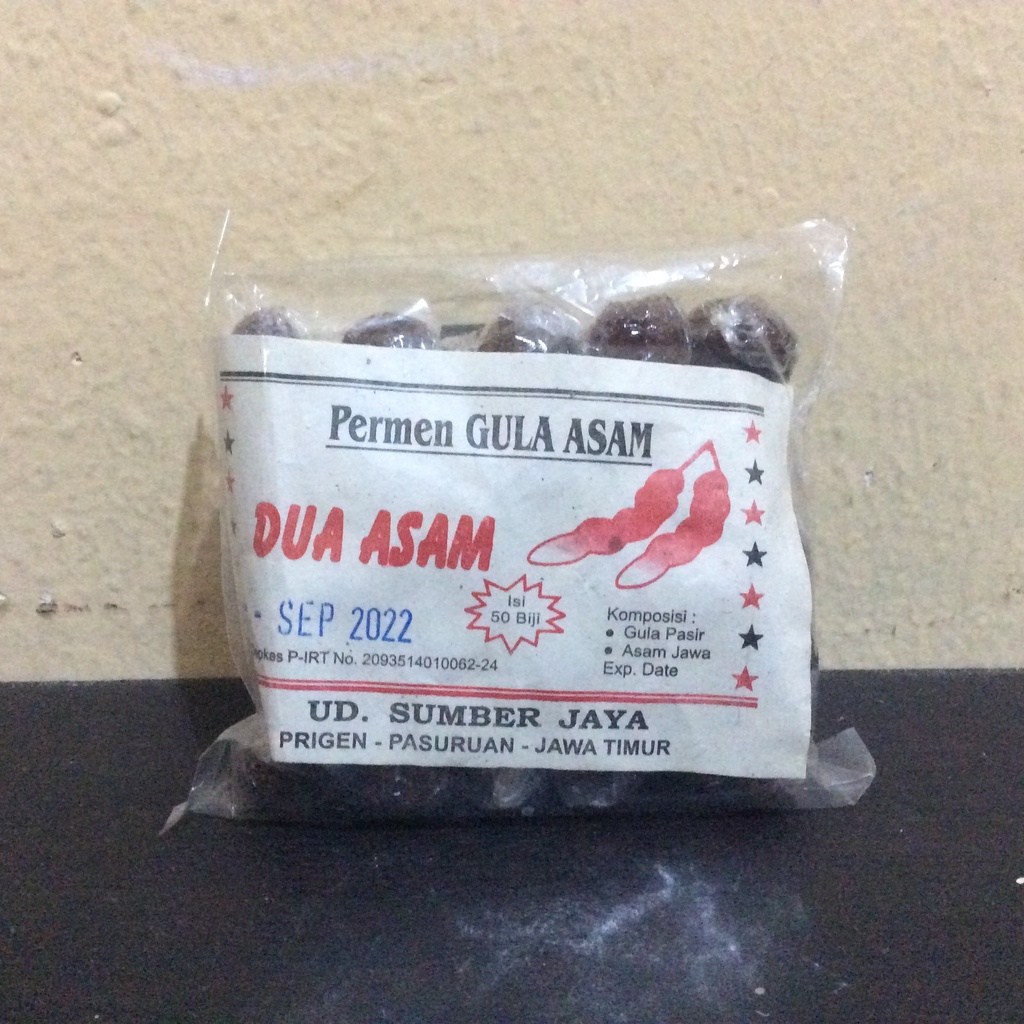 Permen GULA ASAM
DUA ASAM
Isi
50 Biji
- SEP 2022
Komposisi :
• Gula Pasir
• Asam Jawa
Exp. Date
P-IRT No. 2093514010062-24
UD. SUMBER JAYA
PRIGEN - PASURUAN - JAWA TIMUR